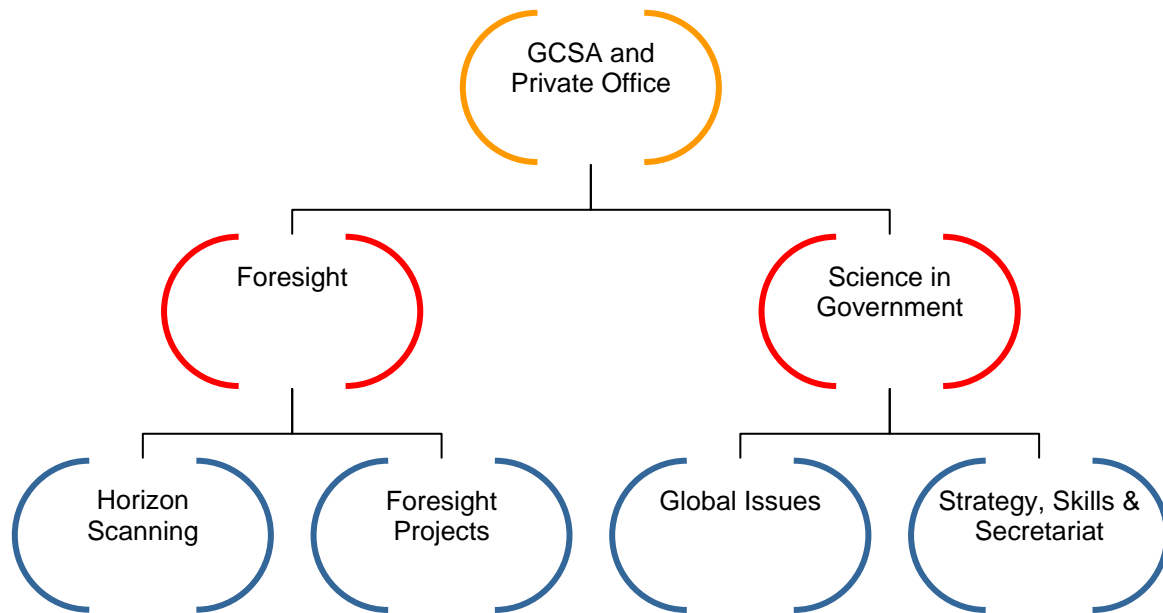 GCSA and
Private Office
Foresight
Science in
Government
Horizon
Scanning
Foresight
Projects
Global Issues
Strategy, Skills &
Secretariat